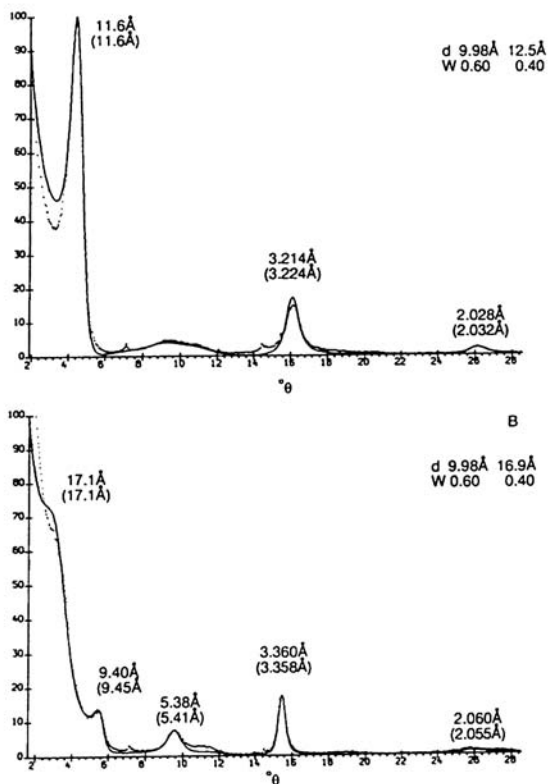 100
90
80
70
60
50
40
30
20
10
0
11.6Å
(11.6Å)
d 9.98Å 12.5Å
W 0.60 0.40
3.214Å
(3.224Å)
2.028Å
(2.032Å)
2 4 6 8 10 12 14 16 18 20 22 24 26 28
°θ
B
100
90
80
70
60
50
40
30
20
10
0
17.1Å
(17.1Å)
d 9.98Å 16.9Å
W 0.60 0.40
9.40Å
(9.45Å
5.38Å
(5.41Å)
3.360Å
(3.358Å)
2.060Å
(2.055Å)
2 4 6 8 10 12 14 16 18 20 22 24 26 28
°θ